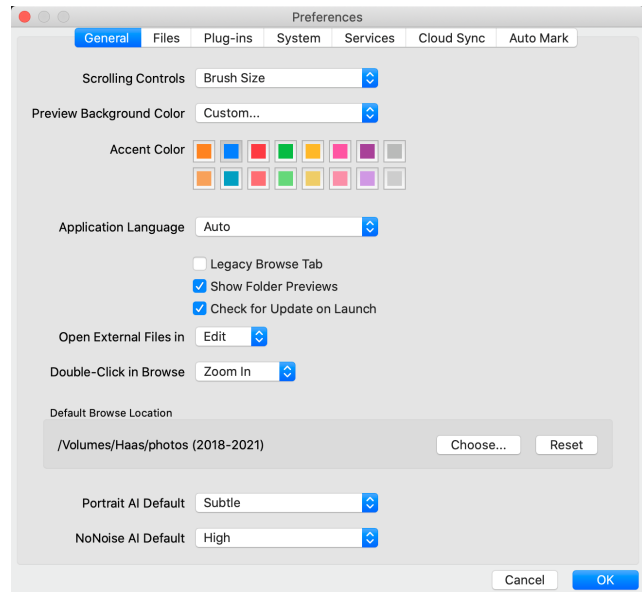 Preferences
General Files Plug-ins System Services Cloud Sync Auto Mark
Scrolling Controls Brush Size
Preview Background Color Custom...
Accent Color
Application Language Auto
Legacy Browse Tab
Show Folder Previews
Check for Update on Launch
Open External Files in Edit
Double-Click in Browse Zoom In
Default Browse Location
/Volumes/Haas/photos (2018-2021) Choose... Reset
Portrait AI Default Subtle
NoNoise AI Default High
Cancel OK